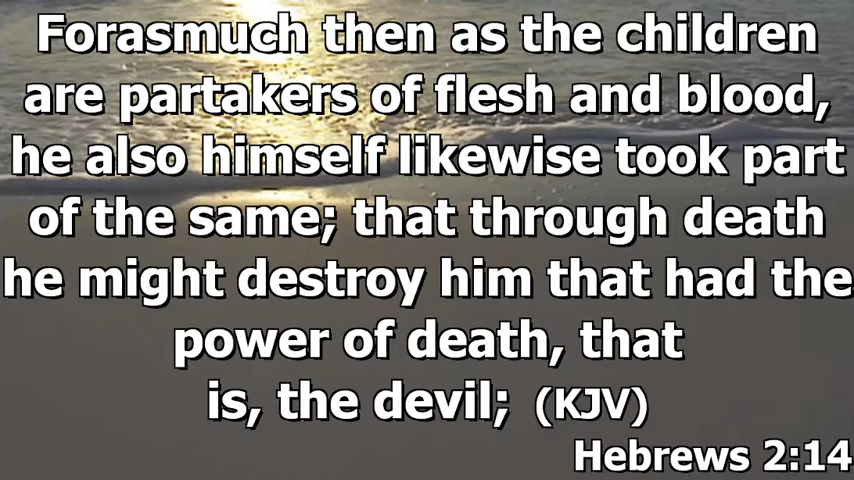 Forasmuch then as the children
are partakers of flesh and blood,
he also himself likewise took part
of the same; that through death
he might destroy him that had the
power of death, that
is, the devil; (KJV)
Hebrews 2:14